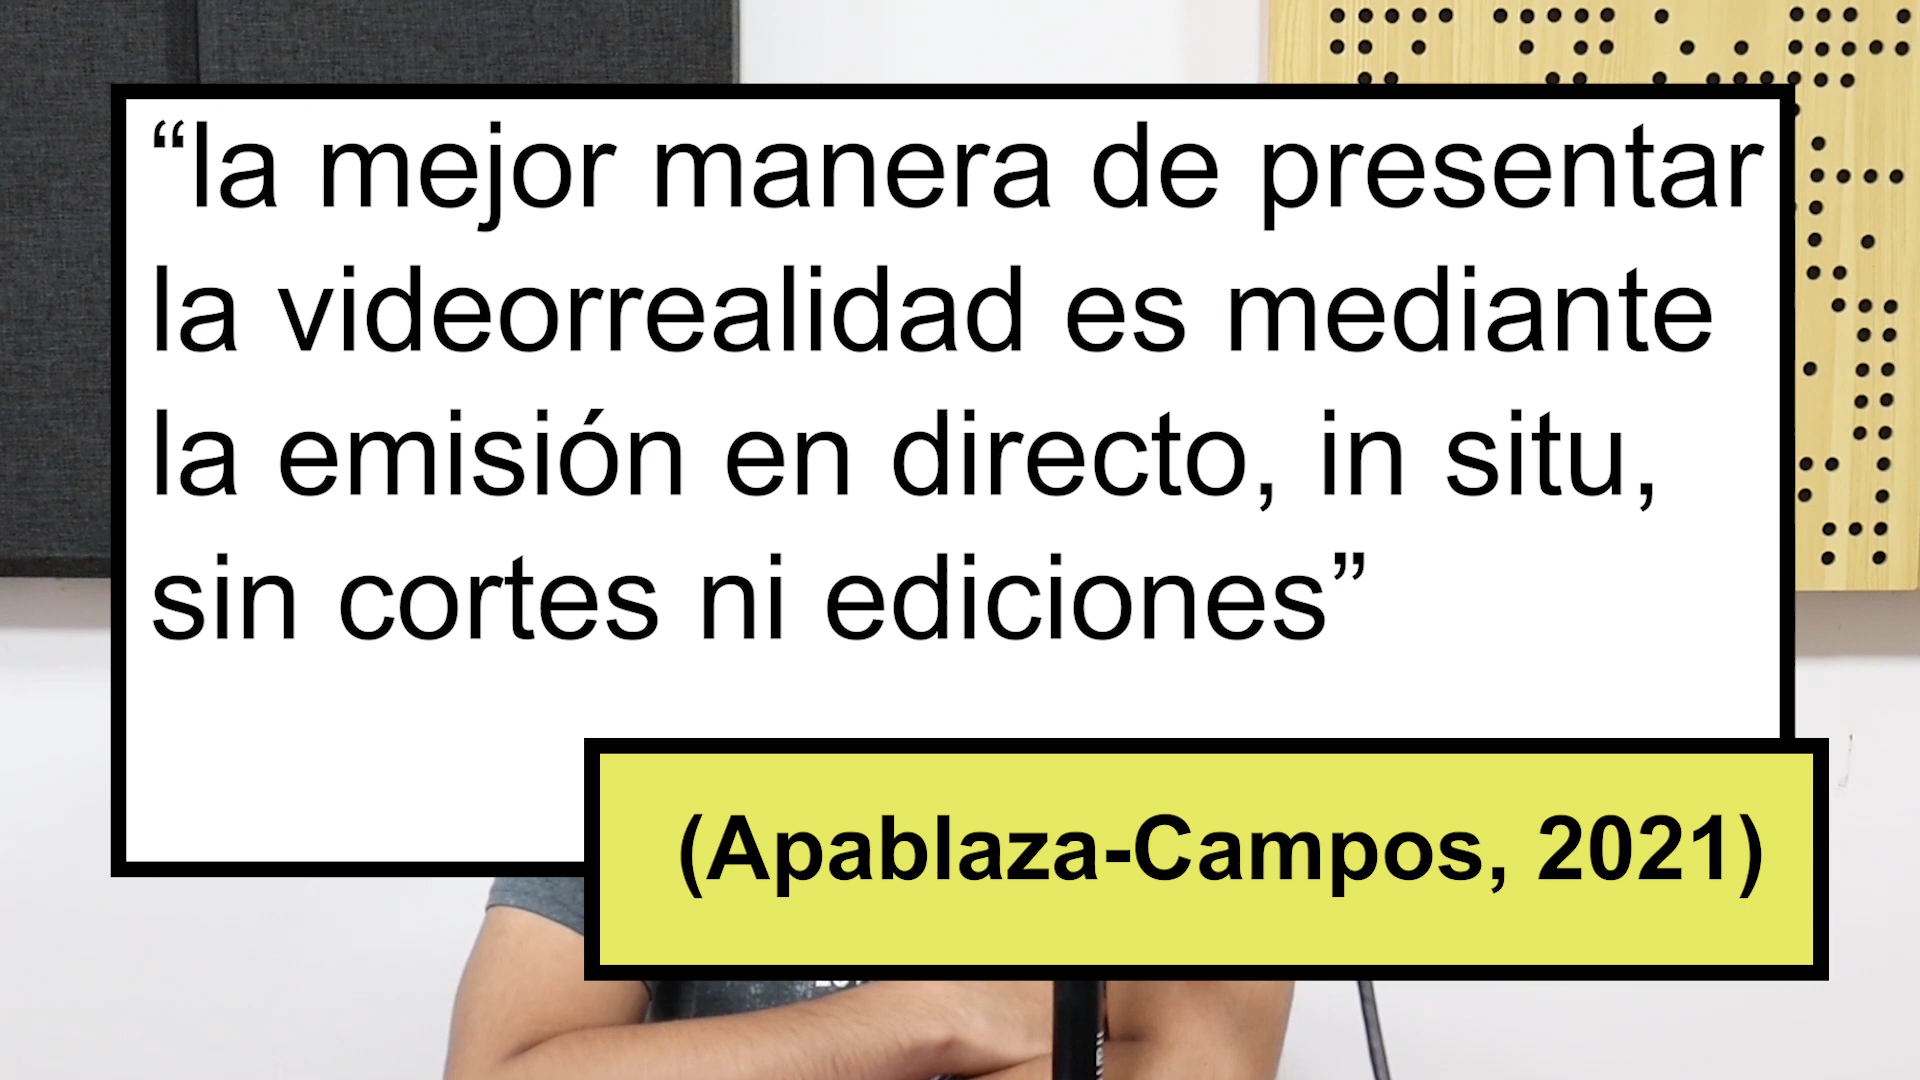 “la mejor manera de presentar
la videorrealidad es mediante
la emisión en directo, in situ,
sin cortes ni ediciones”
(Apablaza-Campos, 2021)